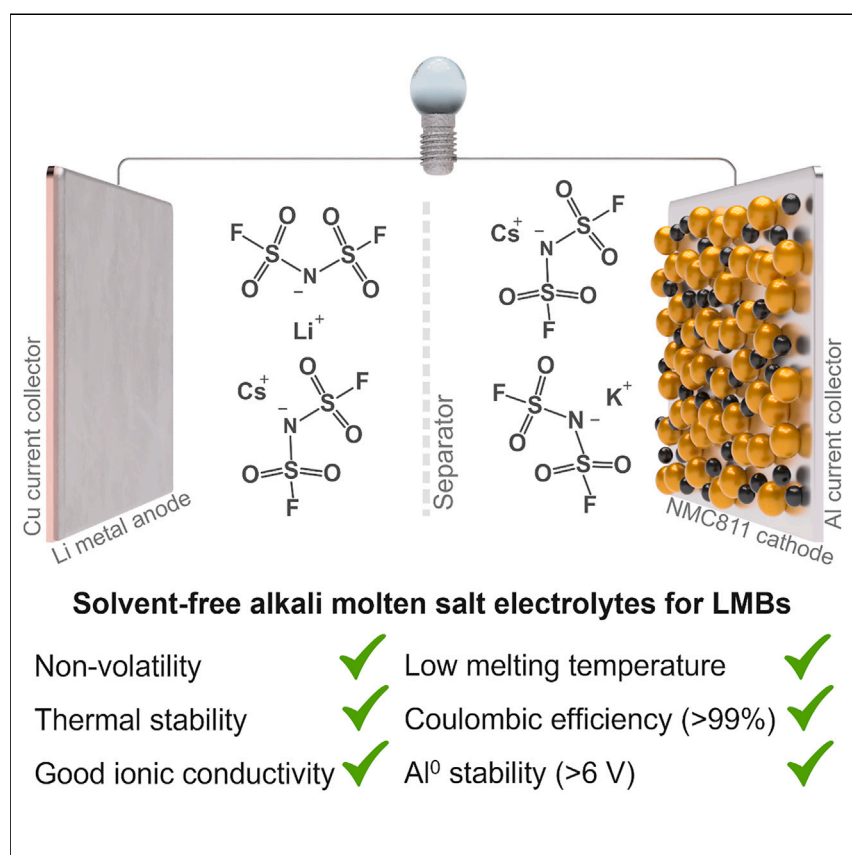 O O
F S S F
O N⁻ O
Li⁺
Cs⁺
F
O
N⁻ S
O
O=S=O
F
Cs⁺
O
F
N⁻ S
O
O=S=O
F
O
F S
N⁻
K⁺
O
O=S=O
F
Cu current collector
Li metal anode
Separator
NMC811 cathode
Al current collector
Solvent-free alkali molten salt electrolytes for LMBs
Non-volatility ✓ Low melting temperature ✓
Thermal stability ✓ Coulombic efficiency (>99%) ✓
Good ionic conductivity ✓ Al⁰ stability (>6 V) ✓